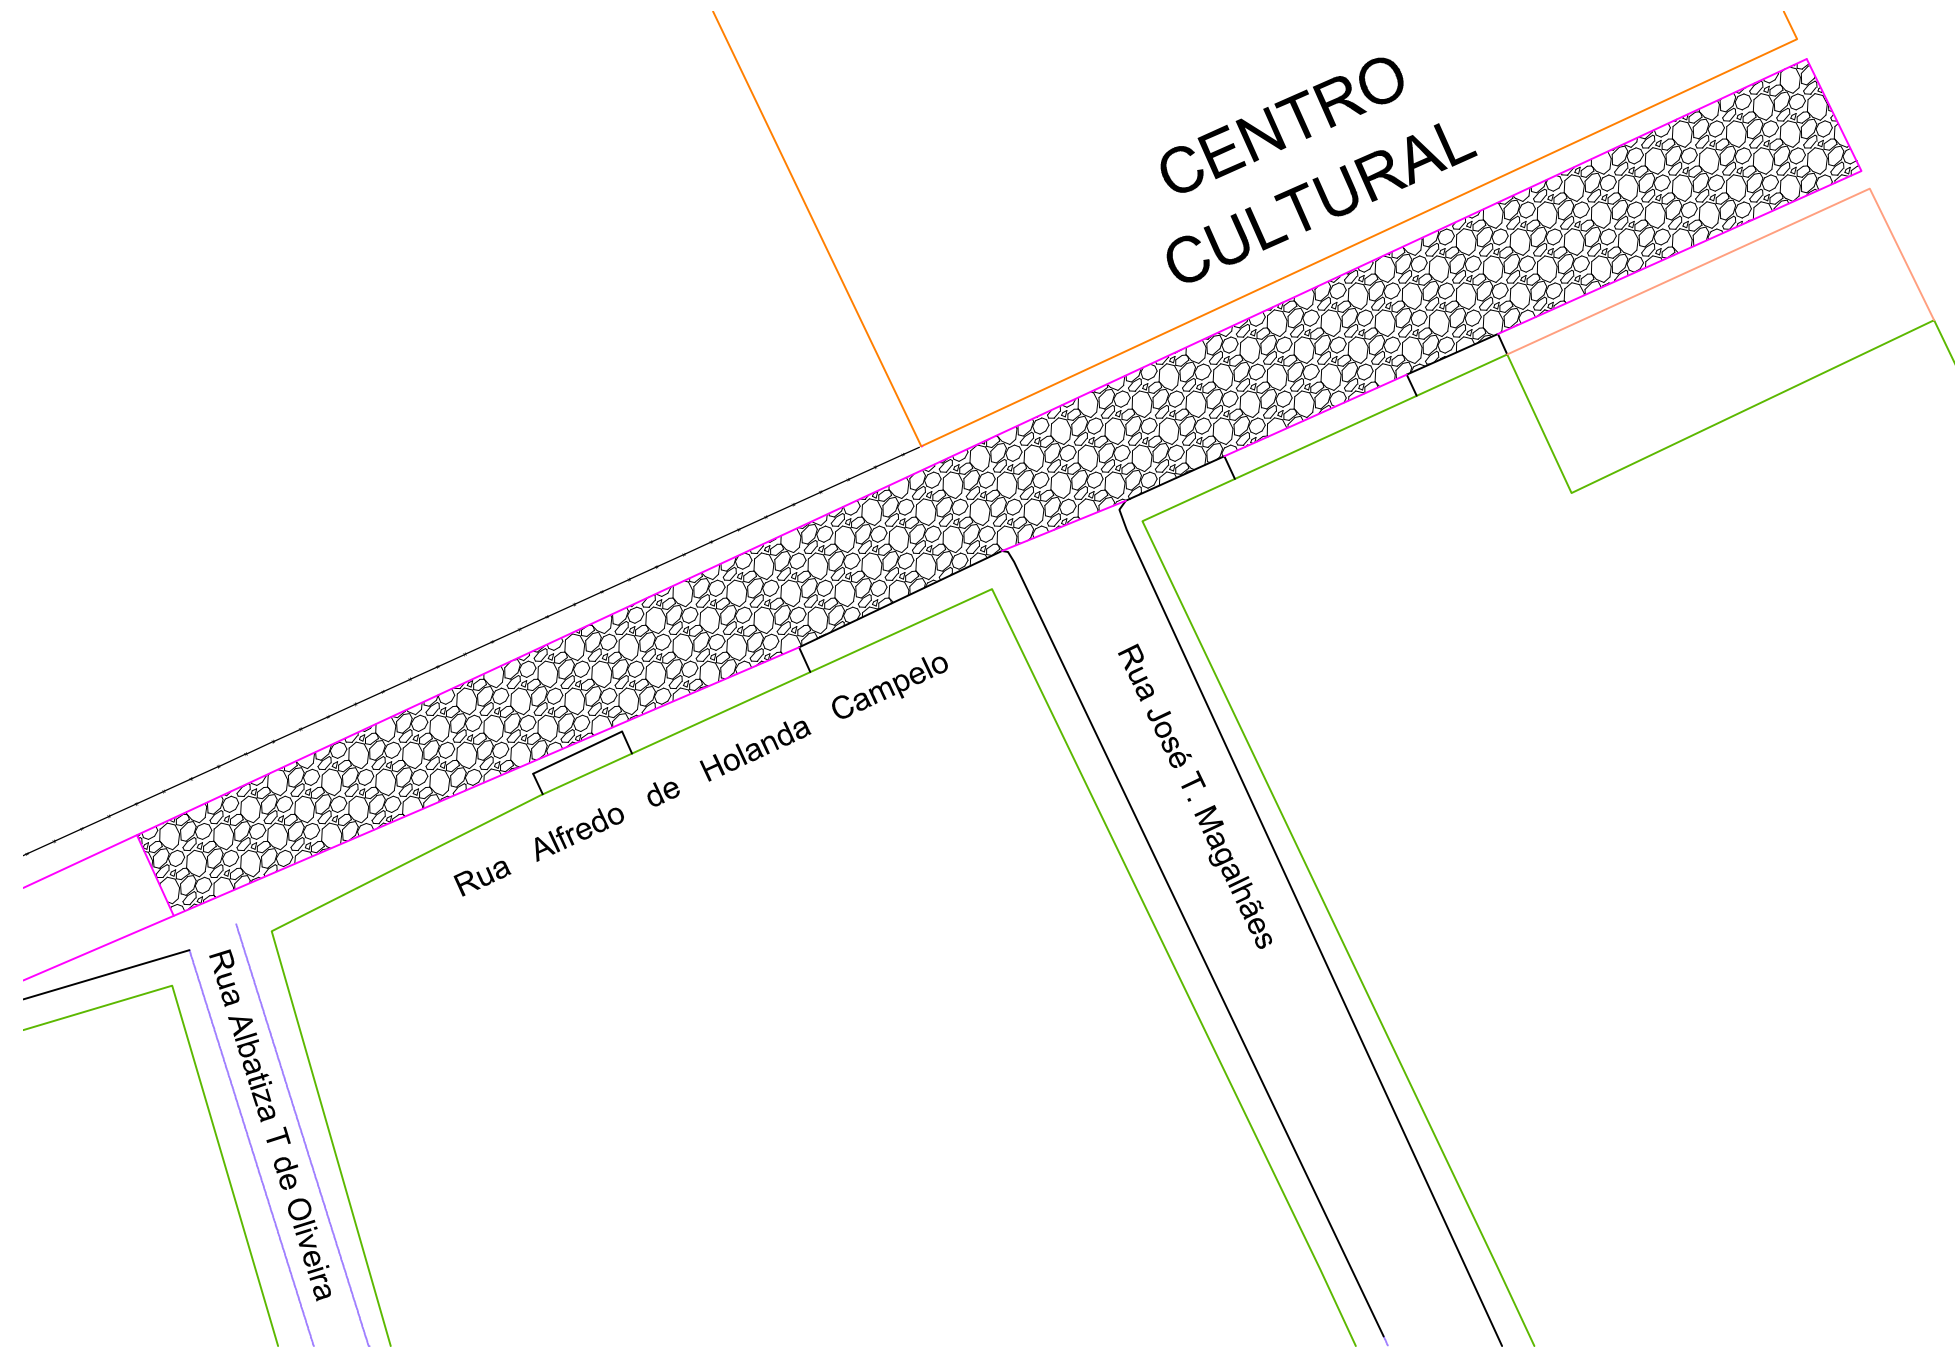 CENTRO
CULTURAL
Rua Alfredo de Holanda Campelo
Rua José T. Magalhães
Rua Albatiza T de Oliveira